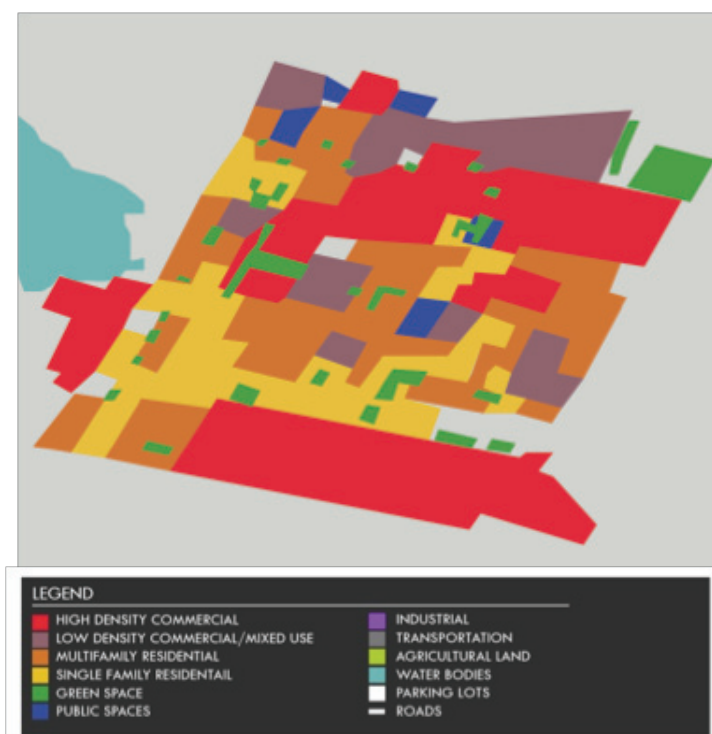 LEGEND
HIGH DENSITY COMMERCIAL
LOW DENSITY COMMERCIAL/MIXED USE
MULTIFAMILY RESIDENTIAL
SINGLE FAMILY RESIDENTAIL
GREEN SPACE
PUBLIC SPACES
INDUSTRIAL
TRANSPORTATION
AGRICULTURAL LAND
WATER BODIES
PARKING LOTS
ROADS